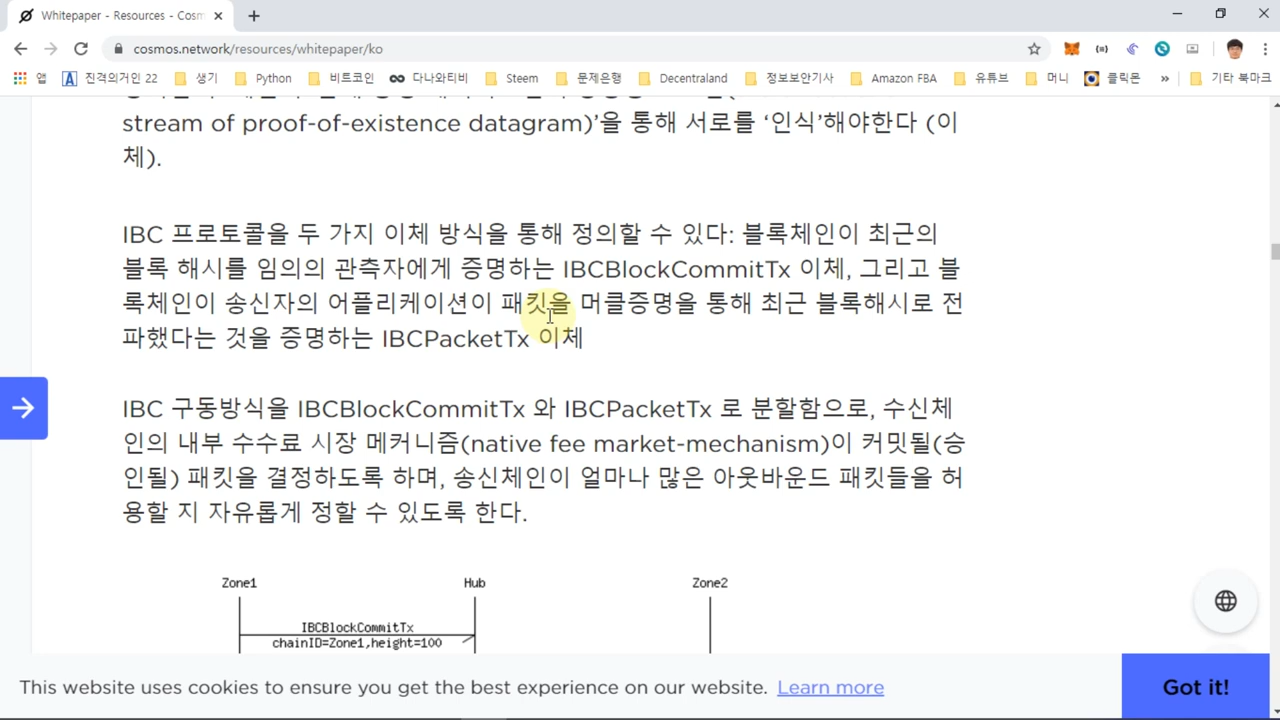 Whitepaper - Resources - Cosm
cosmos.network/resources/whitepaper/ko
앱 진격의거인 22 생기 Python 비트코인 다나와티비 Steem 문제은행 Decentraland 정보보안기사 Amazon FBA 유튜브 머니 클릭몬 » 기타 북마크
stream of proof-of-existence datagram)’을 통해 서로를 ‘인식’해야한다 (이
체).
IBC 프로토콜을 두 가지 이체 방식을 통해 정의할 수 있다: 블록체인이 최근의
블록 해시를 임의의 관측자에게 증명하는 IBCBlockCommitTx 이체, 그리고 블
록체인이 송신자의 어플리케이션이 패킷을 머클증명을 통해 최근 블록해시로 전
파했다는 것을 증명하는 IBCPacketTx 이체
IBC 구동방식을 IBCBlockCommitTx 와 IBCPacketTx 로 분할함으로, 수신체
인의 내부 수수료 시장 메커니즘(native fee market-mechanism)이 커밋될(승
인될) 패킷을 결정하도록 하며, 송신체인이 얼마나 많은 아웃바운드 패킷들을 허
용할 지 자유롭게 정할 수 있도록 한다.
Zone1 Hub Zone2
IBCBlockCommitTx
chainID=Zone1,height=100
This website uses cookies to ensure you get the best experience on our website. Learn more
Got it!